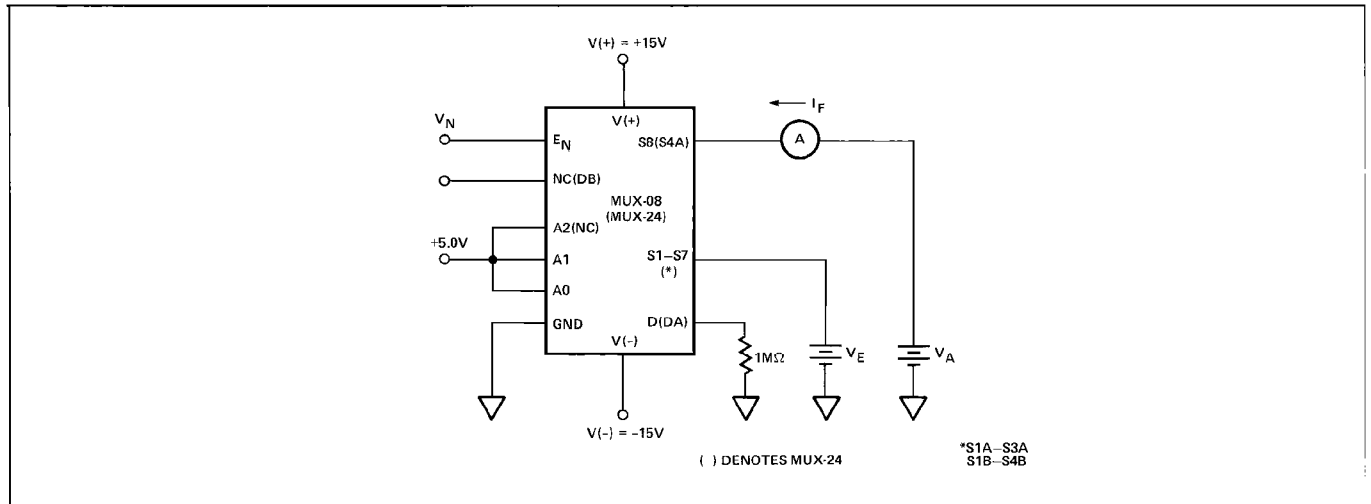 V(+) = +15V
I_F
V_N
V(+)
E_N
S8(S4A)
A
NC(DB)
MUX-08
(MUX-24)
A2(NC)
+5.0V
A1
S1–S7
(*)
A0
GND
D(DA)
V(-)
1MΩ
V_E
V_A
V(-) = -15V
( ) DENOTES MUX-24
*S1A–S3A
S1B–S4B